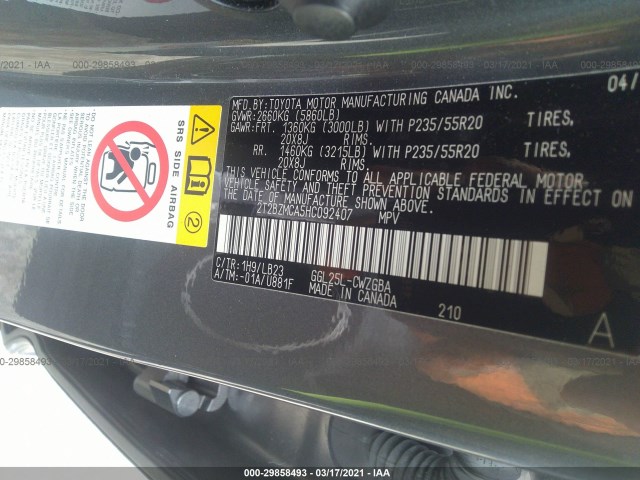 000-29858493 - 03/17/2021 - IAA
04/
MFD.BY:TOYOTA MOTOR MANUFACTURING CANADA INC.
GVWR:2660KG (5860LB)
GAWR:FRT. 1360KG (3000LB) WITH P235/55R20 TIRES,
20X8J RIMS.
RR. 1460KG (3215LB) WITH P235/55R20 TIRES,
20X8J RIMS.
THIS VEHICLE CONFORMS TO ALL APPLICABLE FEDERAL MOTOR-
VEHICLE SAFETY AND THEFT PREVENTION STANDARDS IN EFFECT ON
THE DATE OF MANUFACTURE SHOWN ABOVE.
2T2BZMCA5HC092407 MPV
C/TR:1H9/LB23 GGL25L-CWZGBA
A/TM:-01A/U881F MADE IN CANADA
210
A
SRS SIDE AIRBAG
2
000-29858493 - 03/17/2021 - IAA